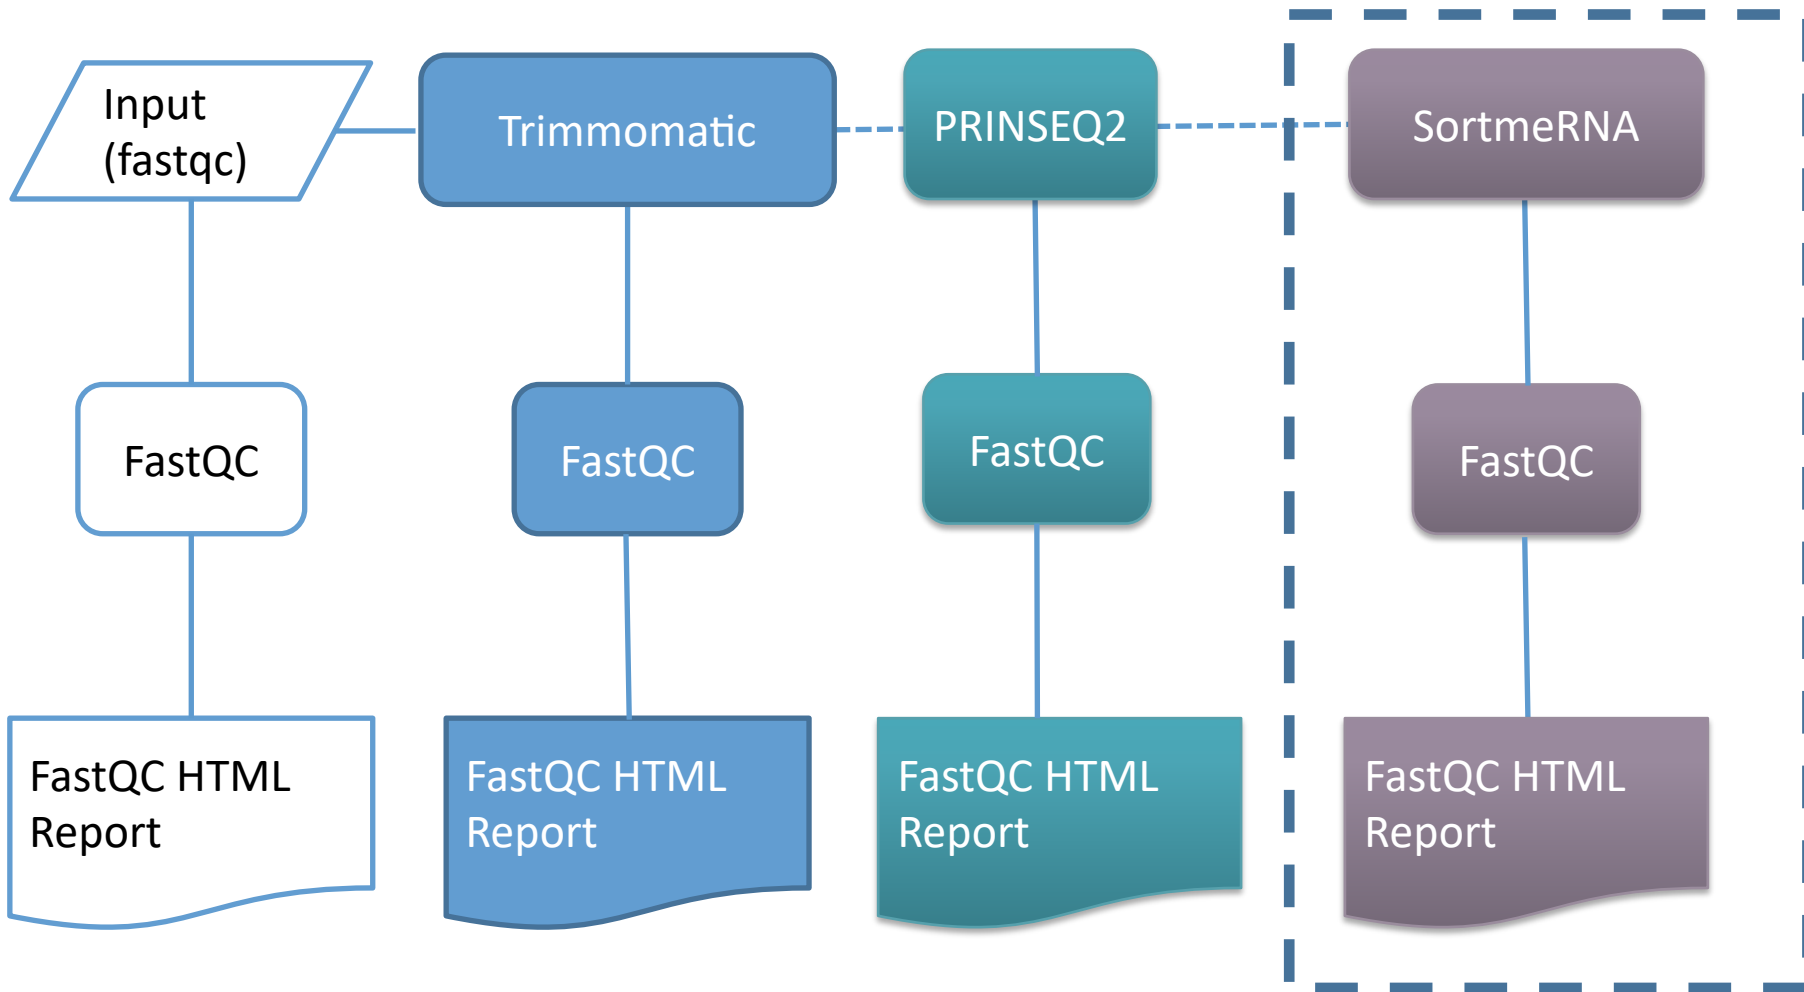 Input
(fastqc)
Trimmomatic
PRINSEQ2
SortmeRNA
FastQC
FastQC
FastQC
FastQC
FastQC HTML
Report
FastQC HTML
Report
FastQC HTML
Report
FastQC HTML
Report